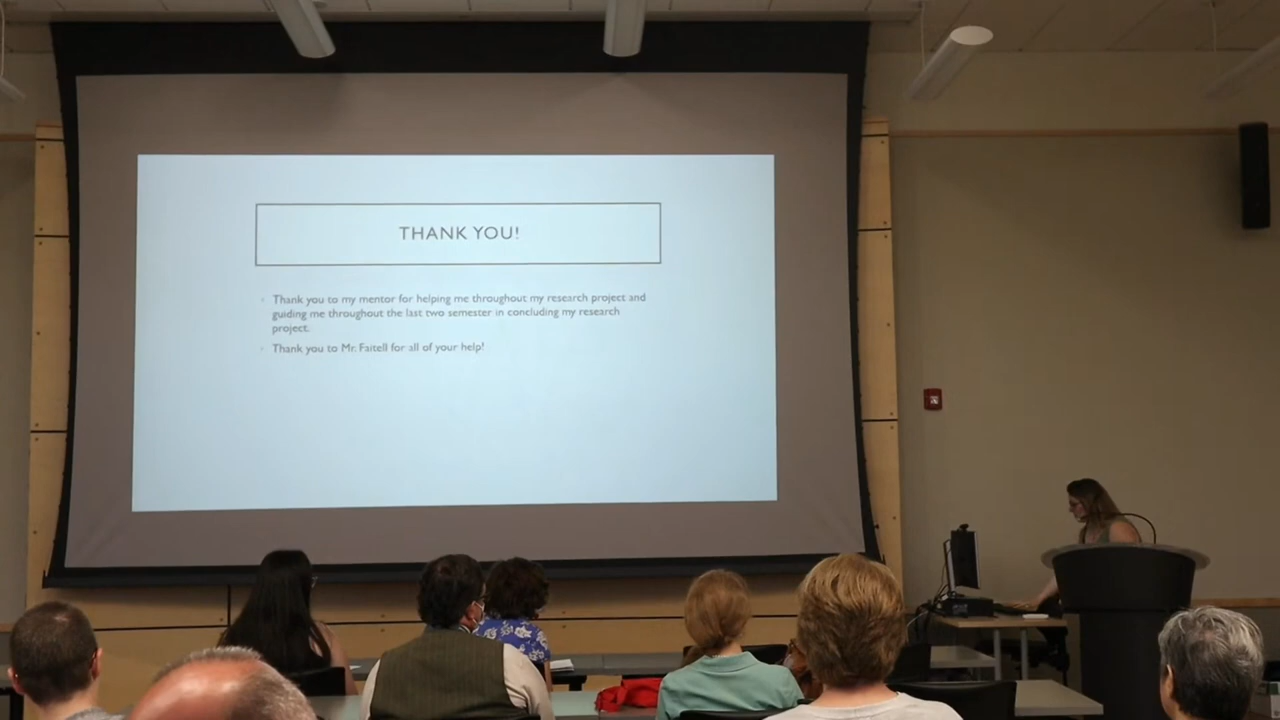 THANK YOU!
Thank you to my mentor for helping me throughout my research project and
guiding me throughout the last two semester in concluding my research
project.
Thank you to Mr. Faitell for all of your help!